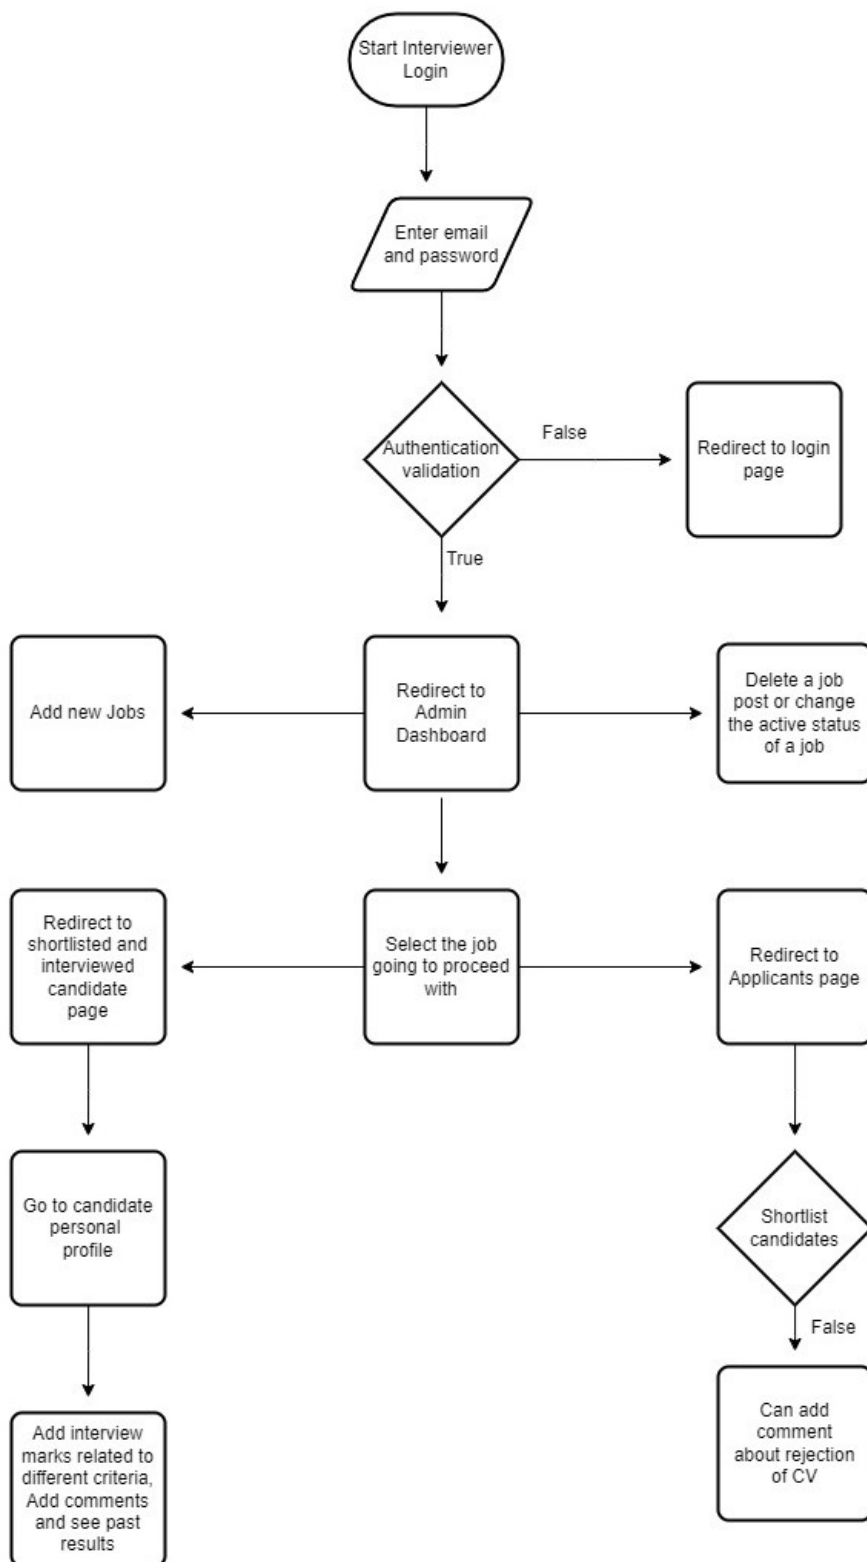 Start Interviewer
Login
Enter email
and password
Authentication
validation
False
Redirect to login
page
True
Add new Jobs
Redirect to
Admin
Dashboard
Delete a job
post or change
the active status
of a job
Redirect to
shortlisted and
interviewed
candidate
page
Select the job
going to proceed
with
Redirect to
Applicants page
Go to candidate
personal
profile
Shortlist
candidates
False
Add interview
marks related to
different criteria,
Add comments
and see past
results
Can add
comment
about rejection
of CV